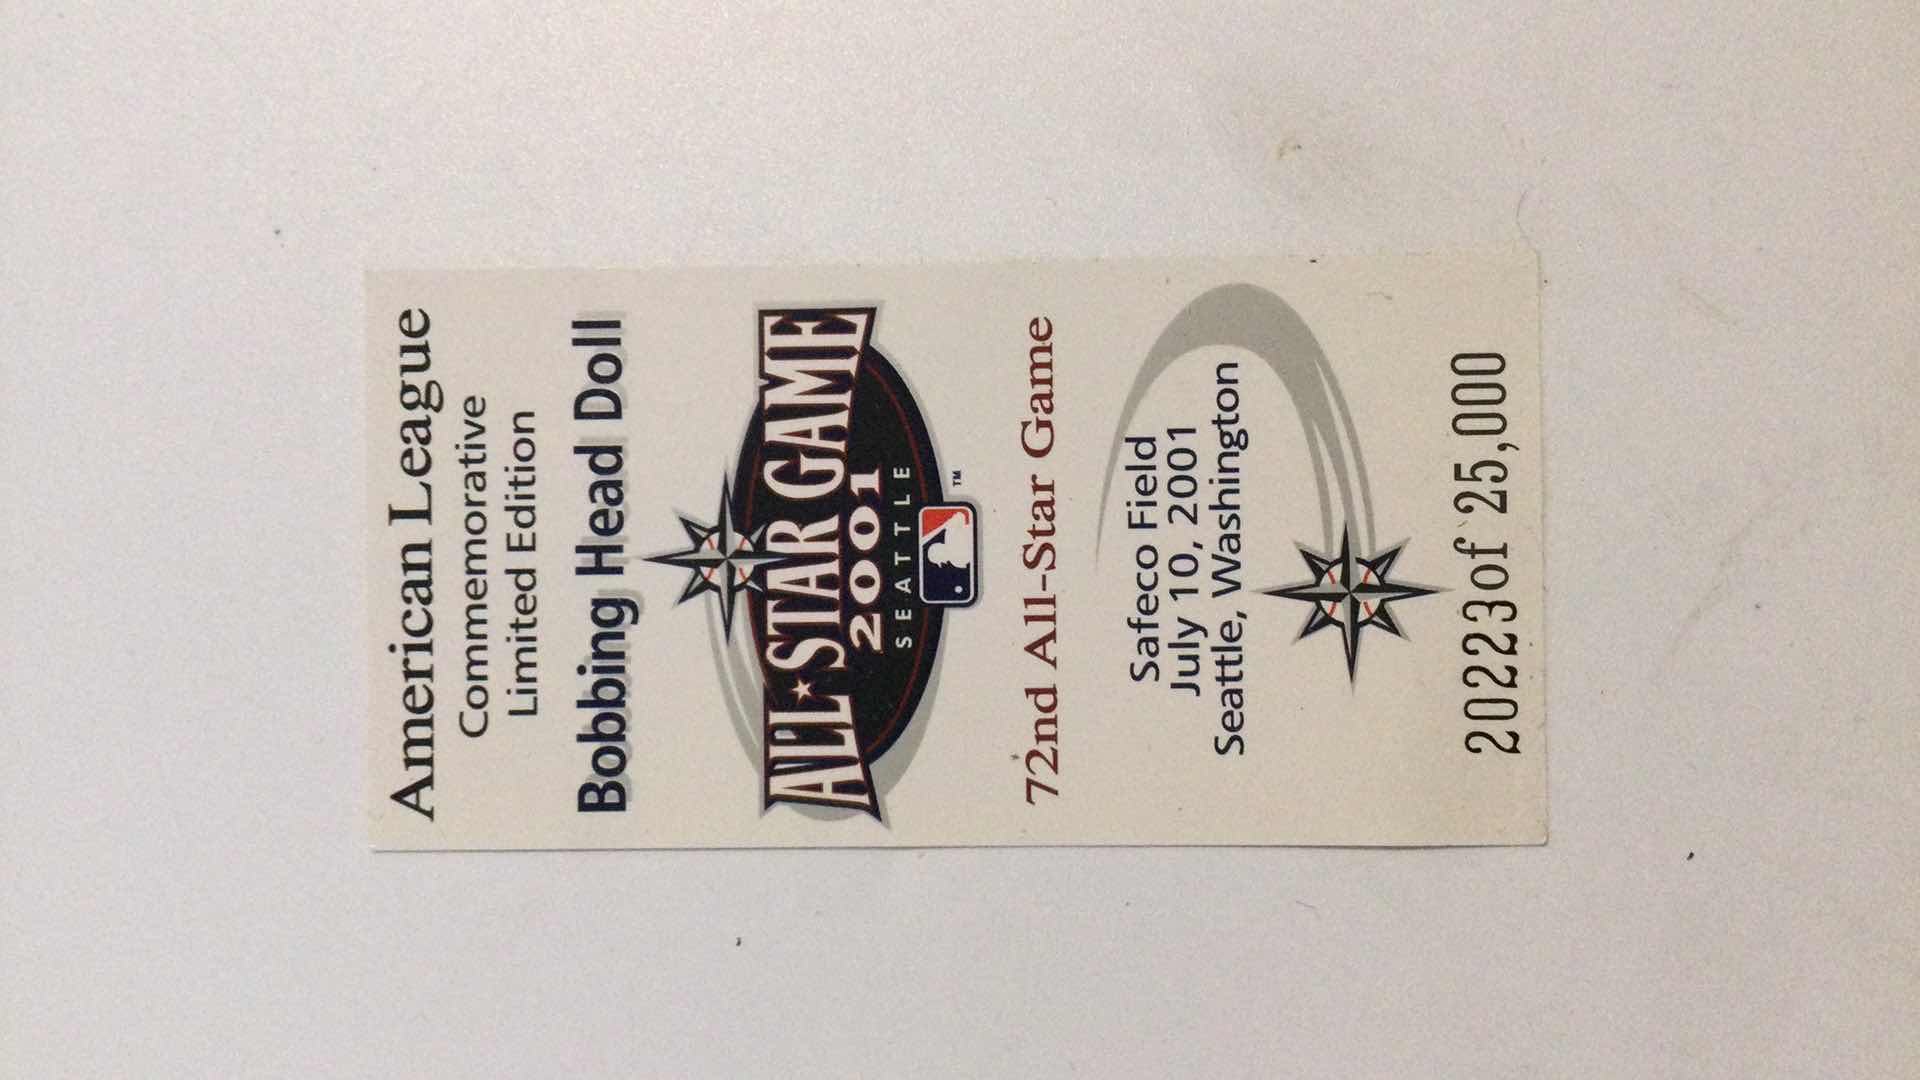 American League
Commemorative
Limited Edition
Bobbing Head Doll
ALL★STAR GAME
2001
SEATTLE
™
72nd All-Star Game
Safeco Field
July 10, 2001
Seattle, Washington
20223 of 25,000